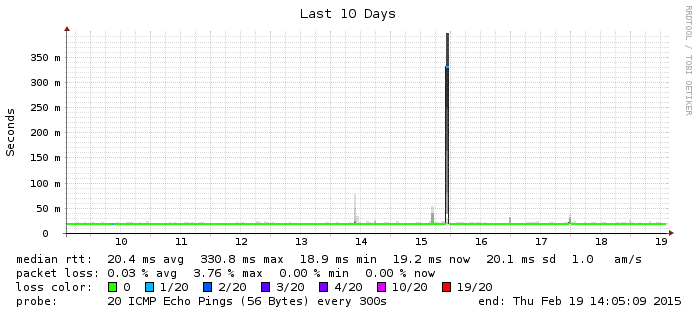 Last 10 Days
RRDTOOL / TOBI OETIKER
Seconds
350 m
300 m
250 m
200 m
150 m
100 m
50 m
0
10 11 12 13 14 15 16 17 18 19
median rtt: 20.4 ms avg 330.8 ms max 18.9 ms min 19.2 ms now 20.1 ms sd 1.0 am/s
packet loss: 0.03 % avg 3.76 % max 0.00 % min 0.00 % now
loss color: 0 1/20 2/20 3/20 4/20 10/20 19/20
probe: 20 ICMP Echo Pings (56 Bytes) every 300s end: Thu Feb 19 14:05:09 2015